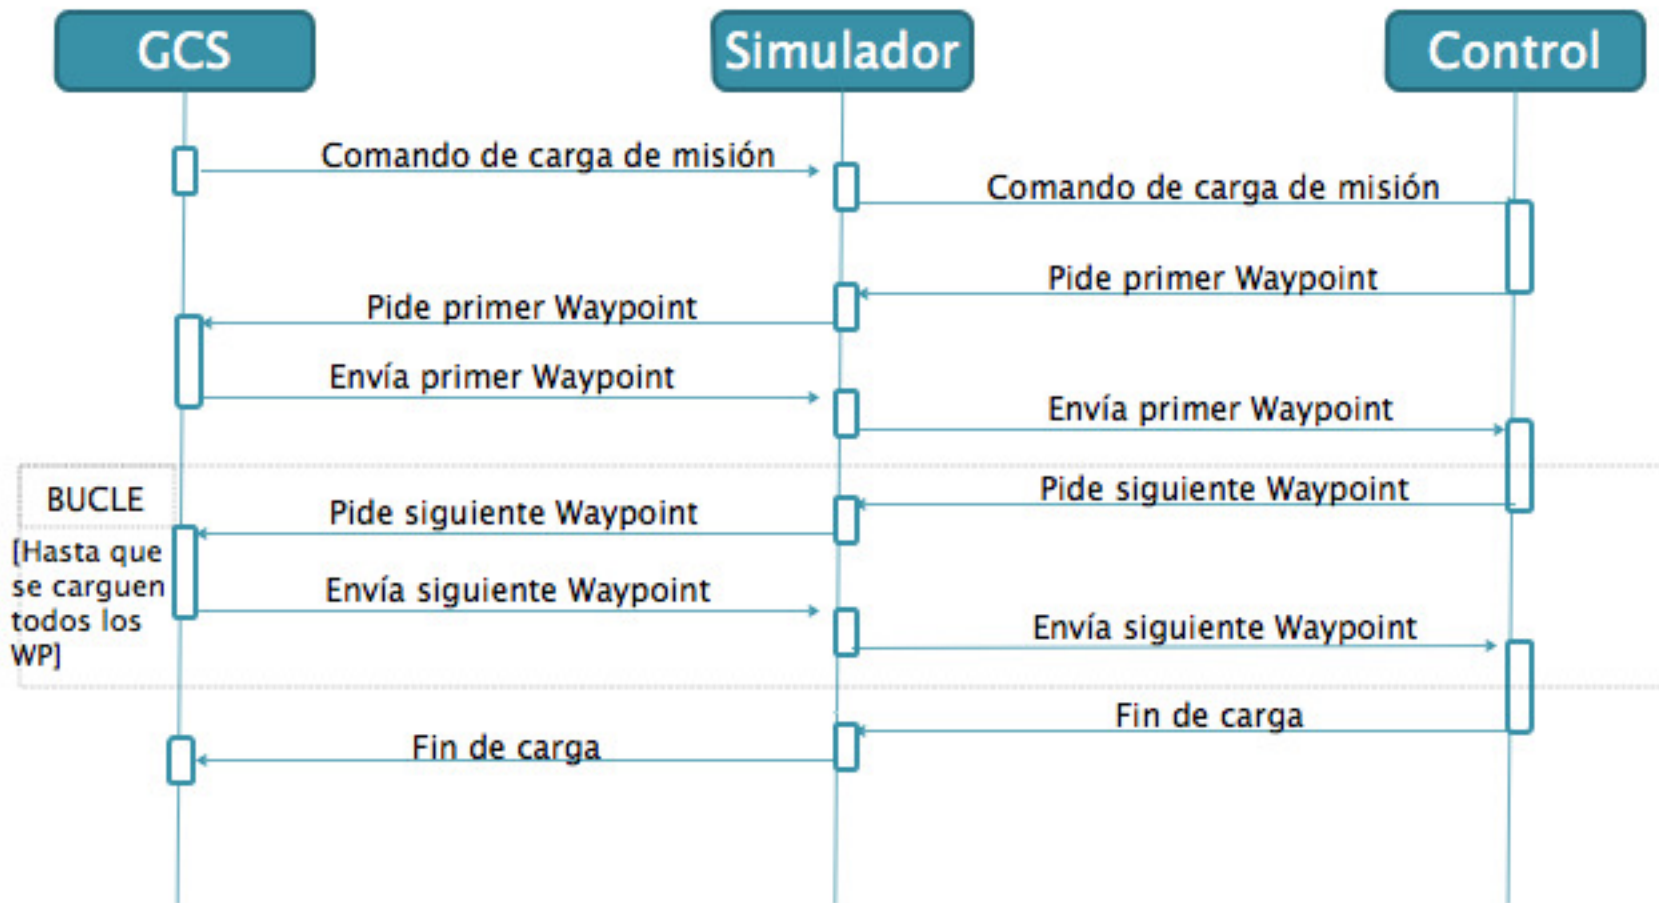 GCS
Simulador
Control
Comando de carga de misión
Comando de carga de misión
Pide primer Waypoint
Pide primer Waypoint
Envía primer Waypoint
Envía primer Waypoint
BUCLE
Pide siguiente Waypoint
Pide siguiente Waypoint
[Hasta que
se carguen
todos los
WP]
Envía siguiente Waypoint
Envía siguiente Waypoint
Fin de carga
Fin de carga